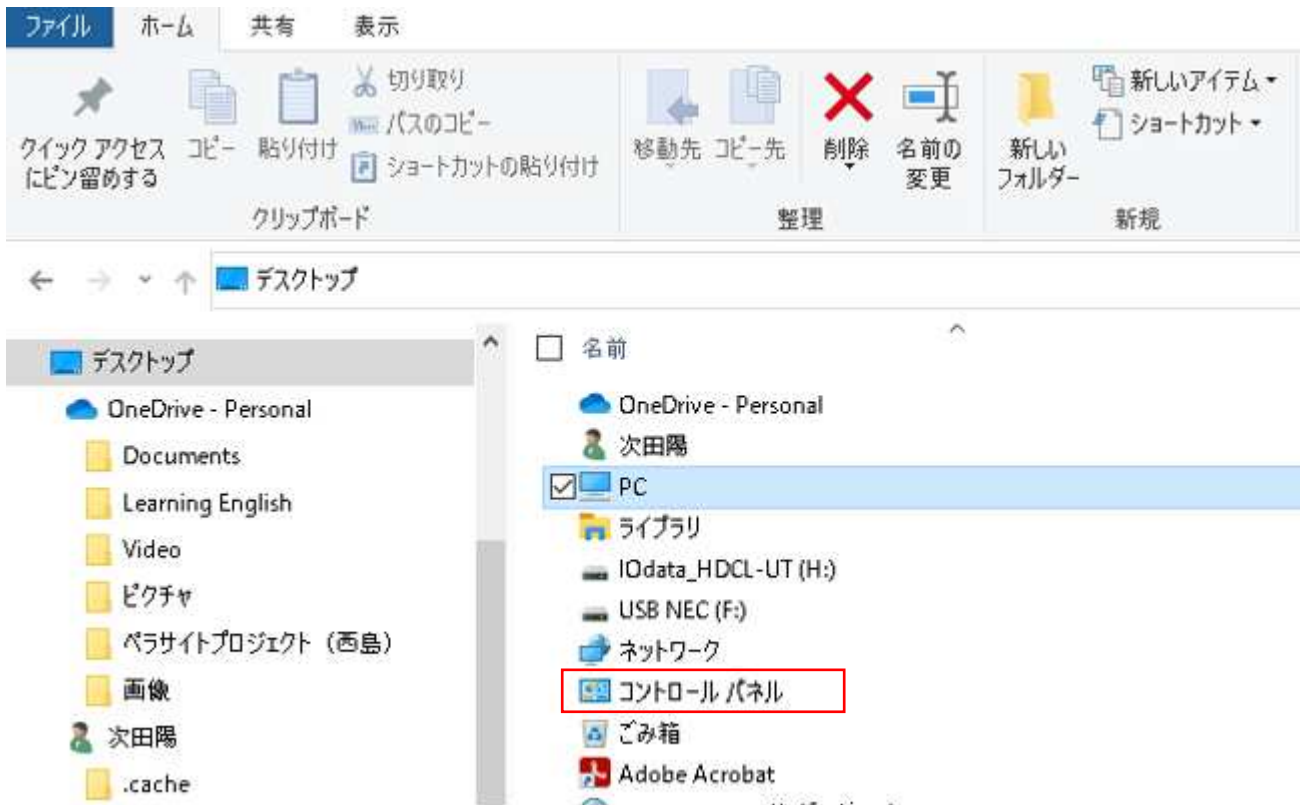 ファイル ホーム 共有 表示
クイック アクセス
にピン留めする
コピー
貼り付け
切り取り
パスのコピー
ショートカットの貼り付け
クリップボード
移動先
コピー先
削除
名前の
変更
整理
新しい
フォルダー
新しいアイテム
ショートカット
新規
デスクトップ
デスクトップ
OneDrive - Personal
Documents
Learning English
Video
ピクチャ
ペラサイトプロジェクト（西島）
画像
次田陽
.cache
名前
OneDrive - Personal
次田陽
PC
ライブラリ
IOdata_HDCL-UT (H:)
USB NEC (F:)
ネットワーク
コントロール パネル
ごみ箱
Adobe Acrobat